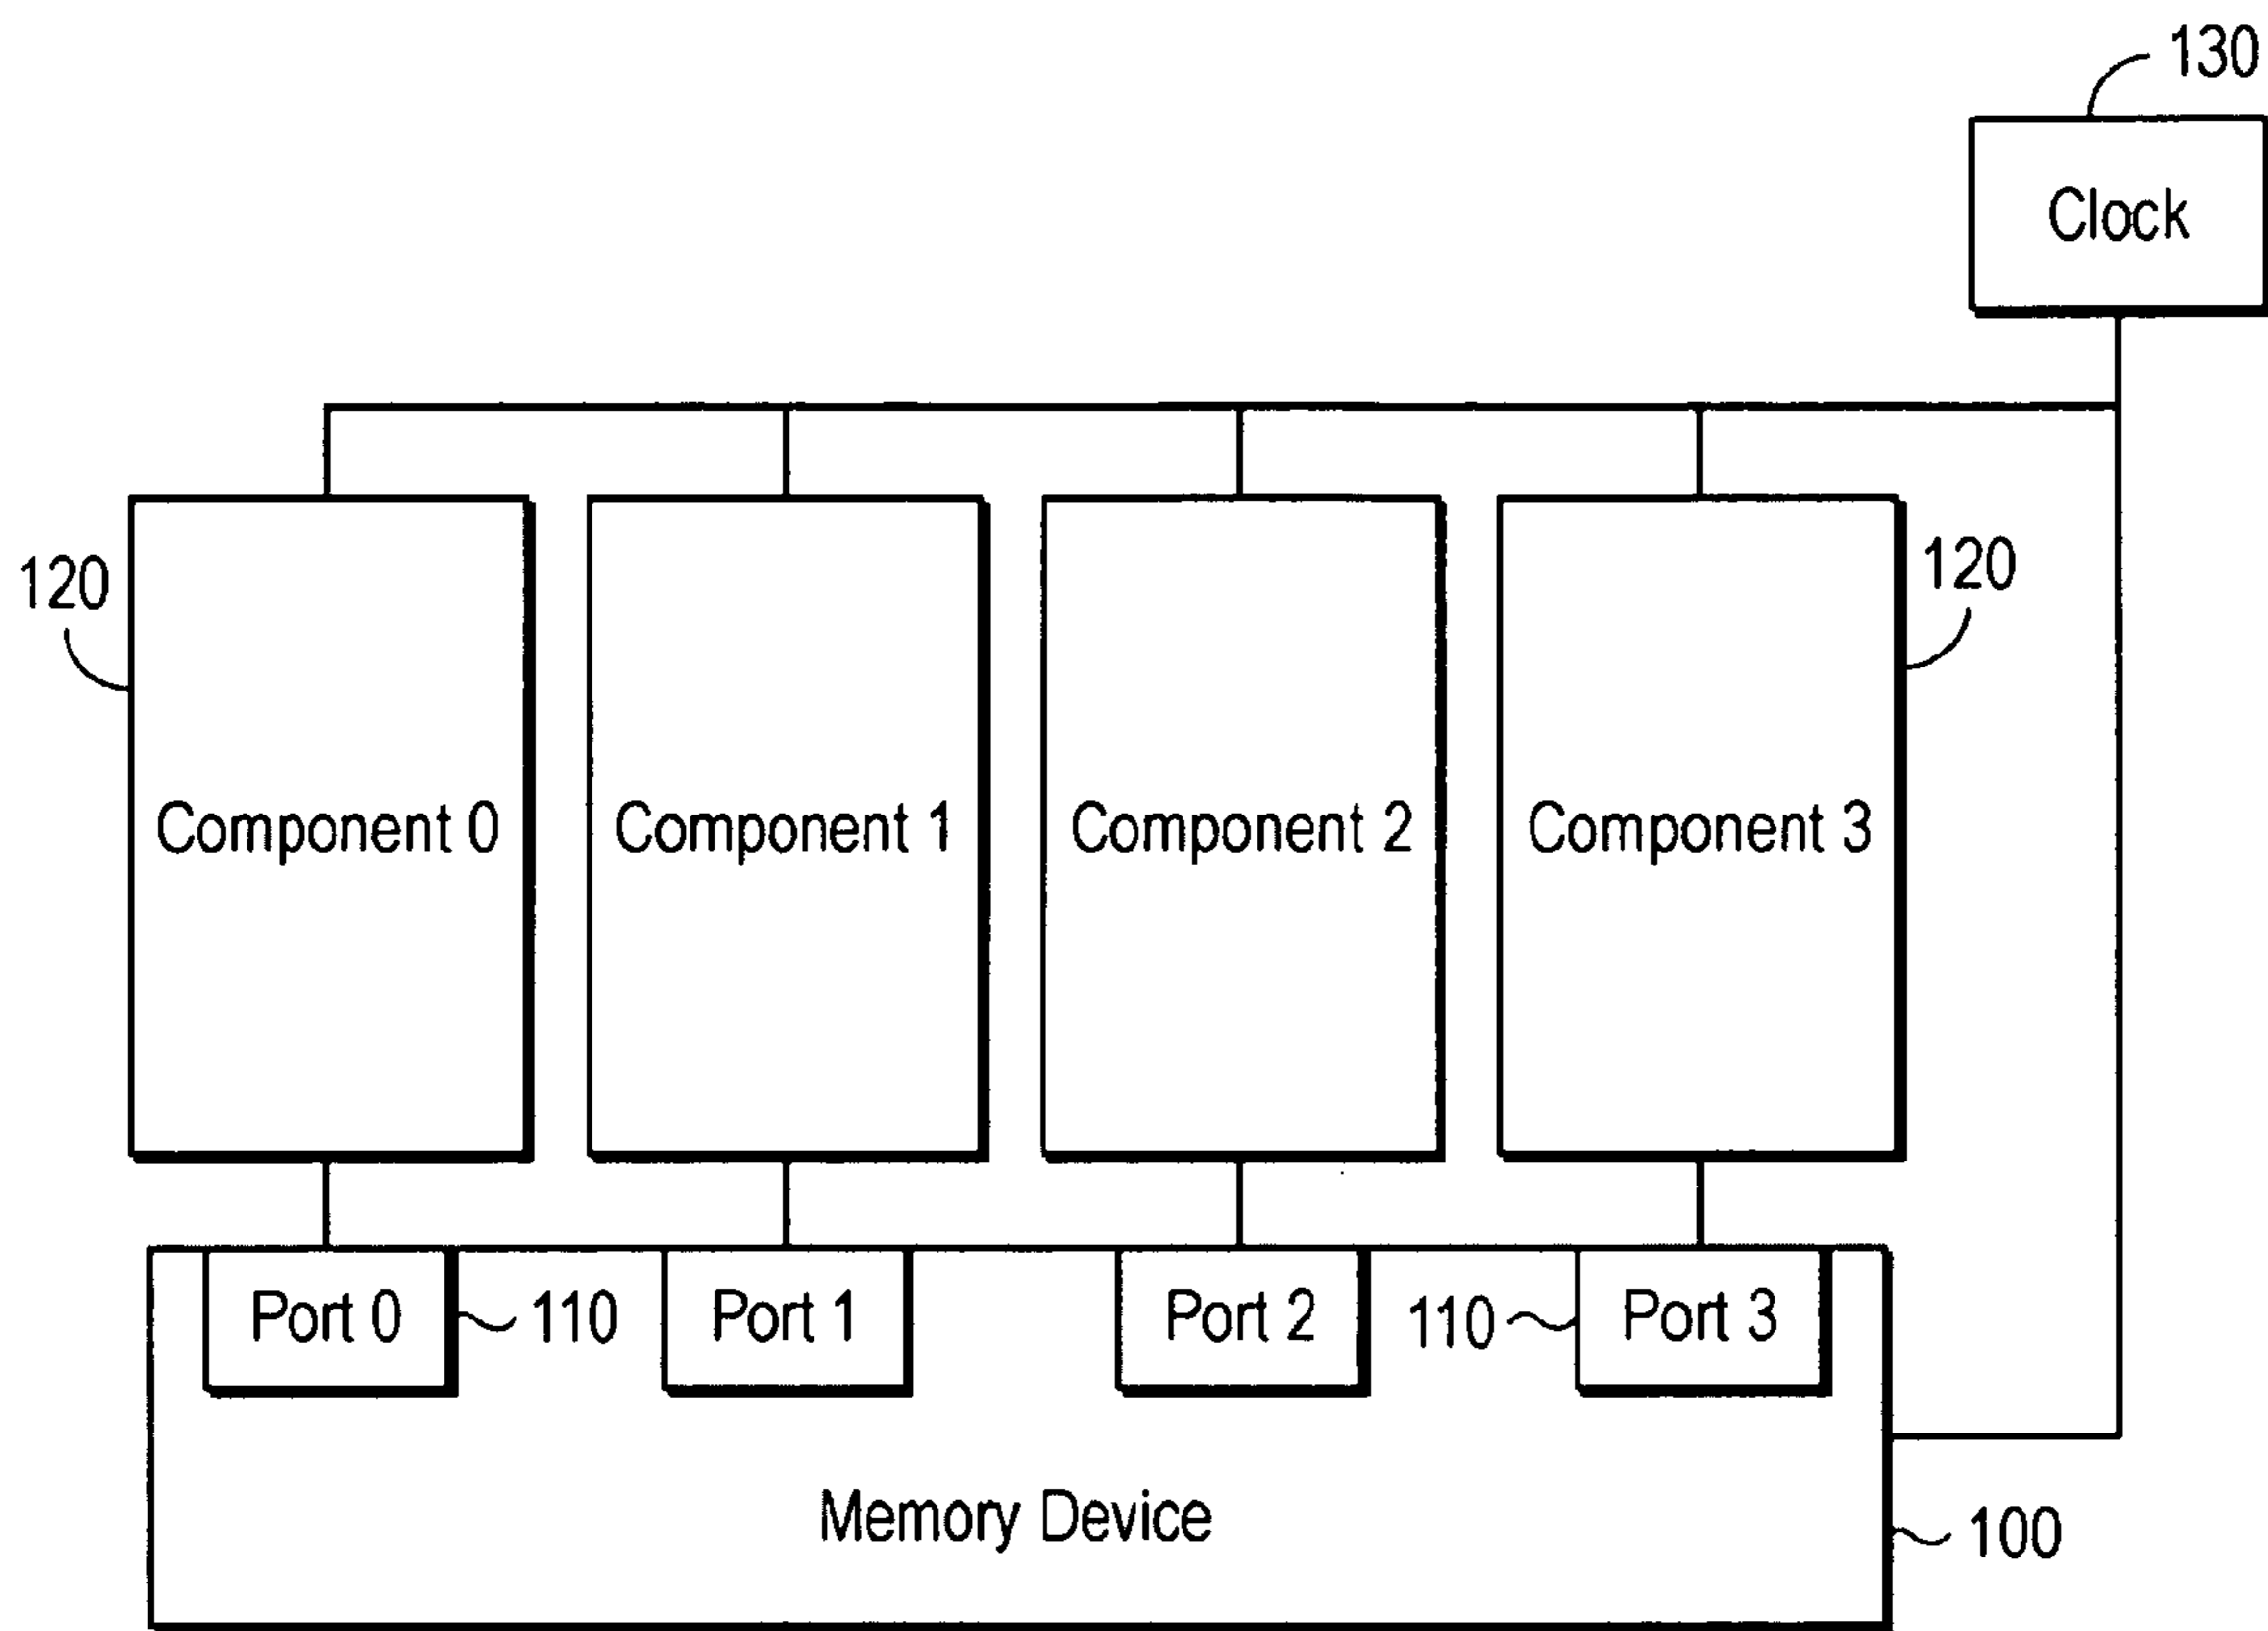 130
Clock
120
120
Component 0
Component 1
Component 2
Component 3
Port 0
110
Port 1
Port 2
110
Port 3
Memory Device
100